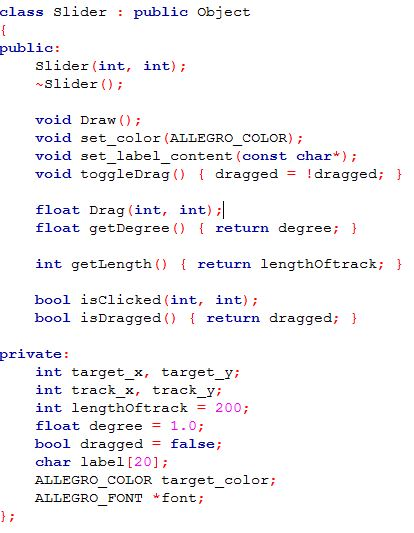 class Slider : public Object
{
public:
    Slider(int, int);
    ~Slider();

    void Draw();
    void set_color(ALLEGRO_COLOR);
    void set_label_content(const char*);
    void toggleDrag() { dragged = !dragged; }

    float Drag(int, int);
    float getDegree() { return degree; }

    int getLength() { return lengthOftrack; }

    bool isClicked(int, int);
    bool isDragged() { return dragged; }

private:
    int target_x, target_y;
    int track_x, track_y;
    int lengthOftrack = 200;
    float degree = 1.0;
    bool dragged = false;
    char label[20];
    ALLEGRO_COLOR target_color;
    ALLEGRO_FONT *font;
};